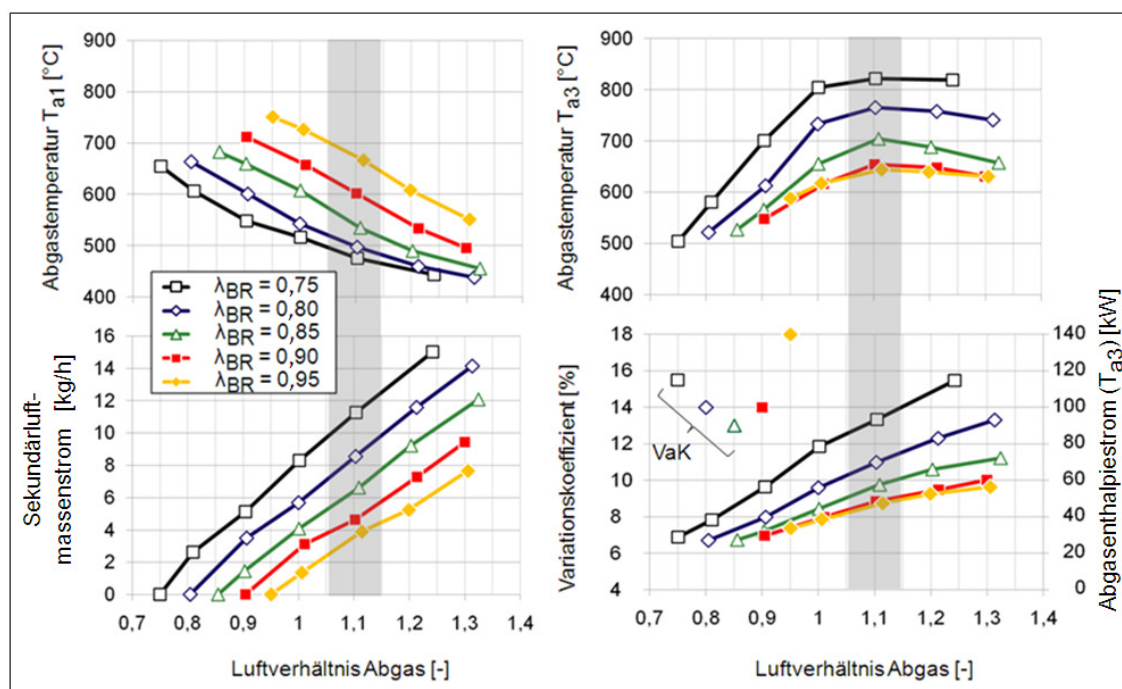 900
800
700
600
500
400
Abgastemperatur Ta1 [°C]
900
800
700
600
500
400
Abgastemperatur Ta3 [°C]
λBR = 0,75
λBR = 0,80
λBR = 0,85
λBR = 0,90
λBR = 0,95
16
14
12
10
8
6
4
2
0
Sekundärluft-
massenstrom [kg/h]
0,7 0,8 0,9 1 1,1 1,2 1,3 1,4
Luftverhältnis Abgas [-]
18
16
14
12
10
8
6
4
Variationskoeffizient [%]
VaK
140
120
100
80
60
40
20
0
Abgasenthalpiestrom (Ta3) [kW]
0,7 0,8 0,9 1 1,1 1,2 1,3 1,4
Luftverhältnis Abgas [-]